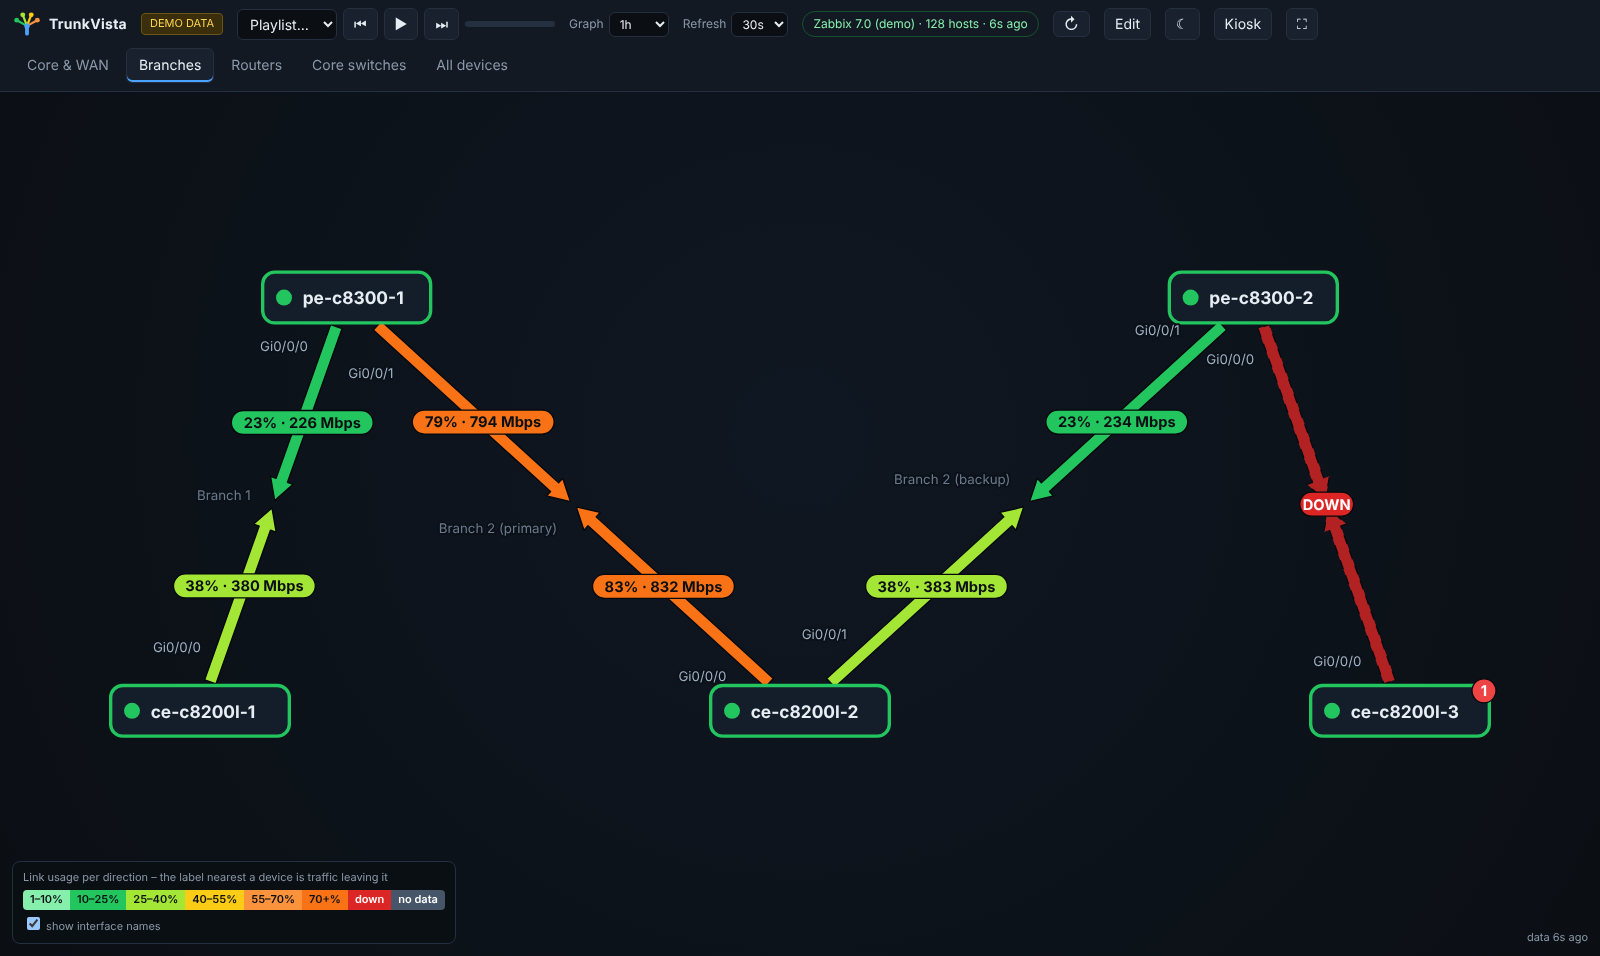 TrunkVista DEMO DATA Playlist... Graph 1h Refresh 30s Zabbix 7.0 (demo) · 128 hosts · 6s ago Edit Kiosk
Core & WAN Branches Routers Core switches All devices
pe-c8300-1
pe-c8300-2
Gi0/0/1
Gi0/0/0
Gi0/0/0
Gi0/0/1
23% · 226 Mbps
79% · 794 Mbps
23% · 234 Mbps
Branch 2 (backup)
Branch 1
DOWN
Branch 2 (primary)
38% · 380 Mbps
83% · 832 Mbps
38% · 383 Mbps
Gi0/0/1
Gi0/0/0
Gi0/0/0
Gi0/0/0
1
ce-c8200l-1
ce-c8200l-2
ce-c8200l-3
Link usage per direction – the label nearest a device is traffic leaving it
1–10% 10–25% 25–40% 40–55% 55–70% 70+% down no data
show interface names
data 6s ago